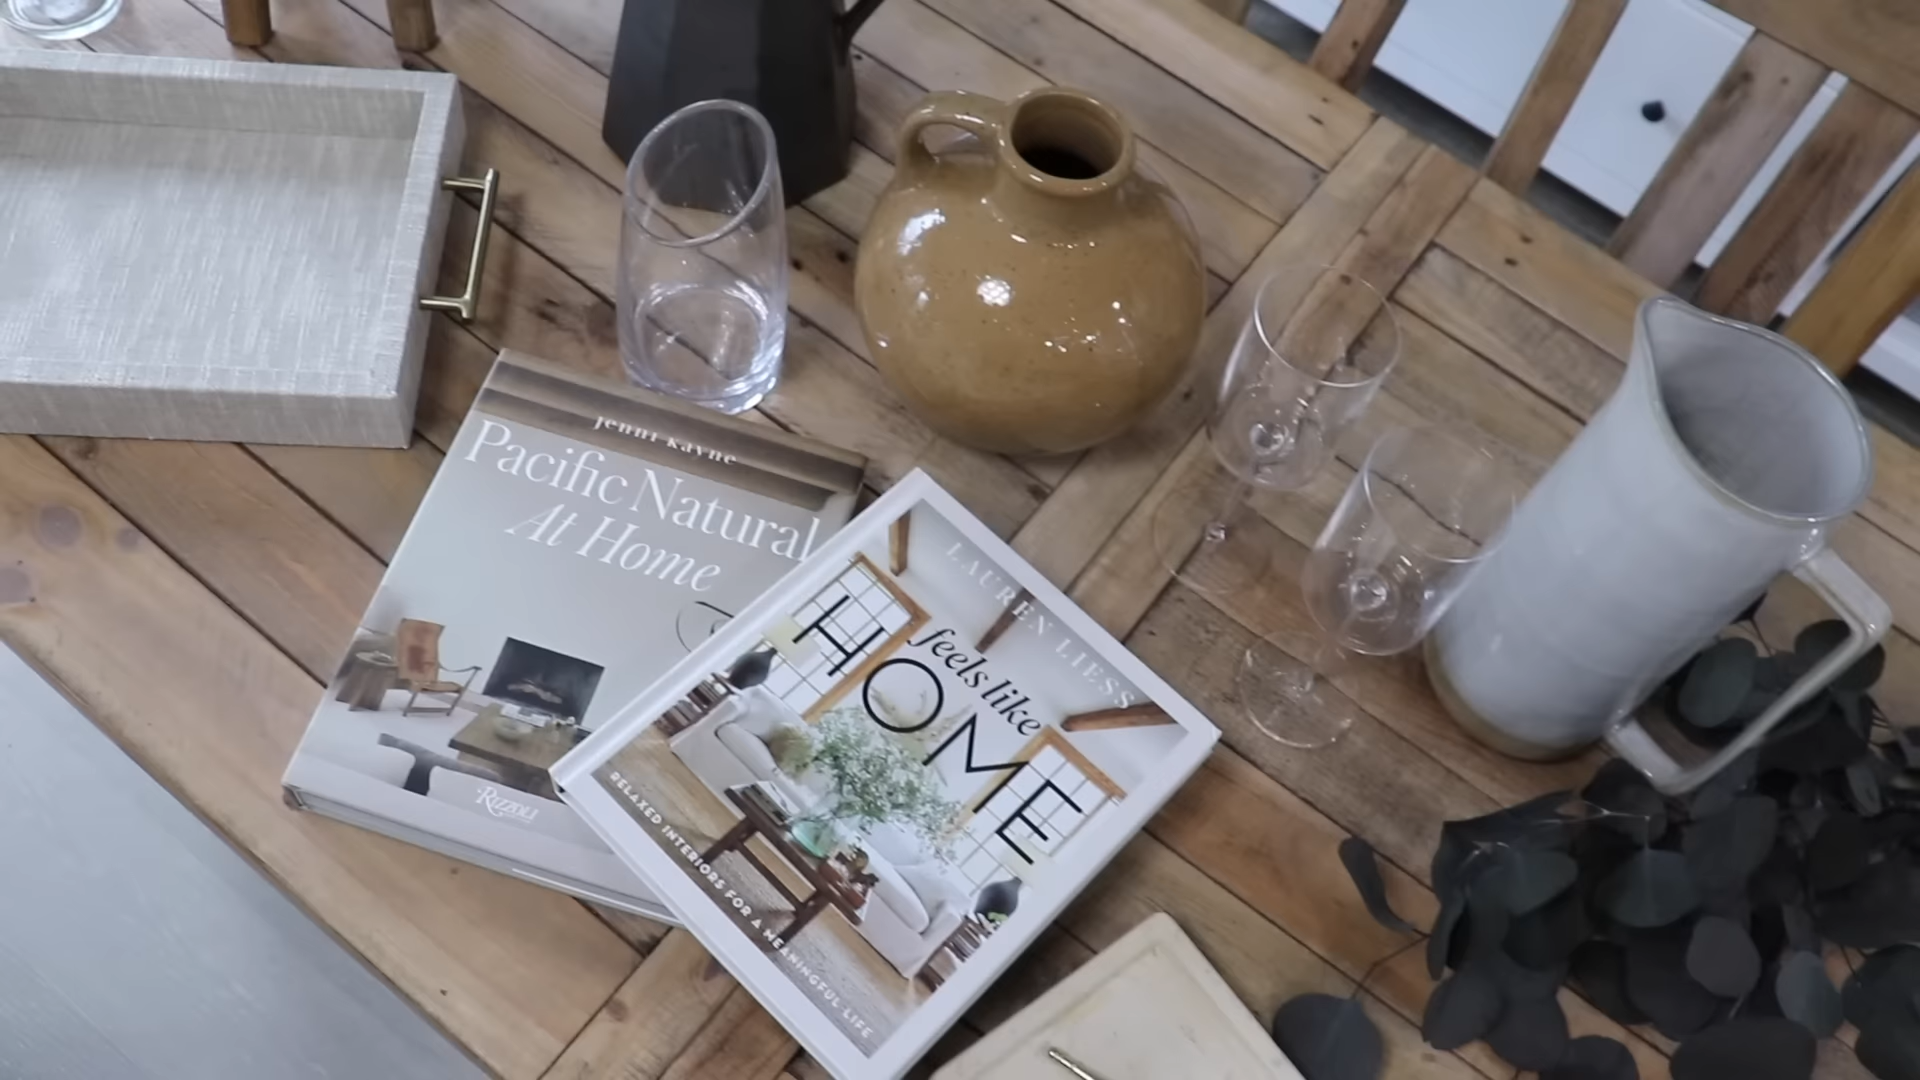 jenni kayne
Pacific Natural
At Home
RIZZOLI
LAUREN LIESS
feels like
HOME
RELAXED INTERIORS FOR A MEANINGFUL LIFE